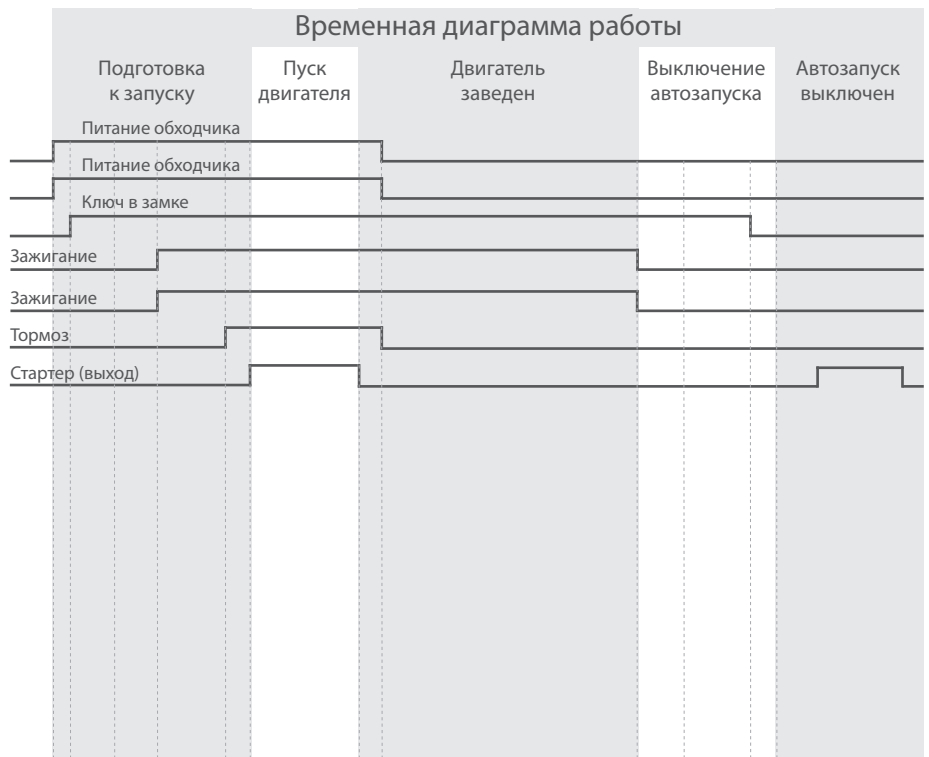 Временная диаграмма работы
Подготовка
к запуску
Пуск
двигателя
Двигатель
заведен
Выключение
автозапуска
Автозапуск
выключен
Питание обходчика
Питание обходчика
Ключ в замке
Зажигание
Зажигание
Тормоз
Стартер (выход)